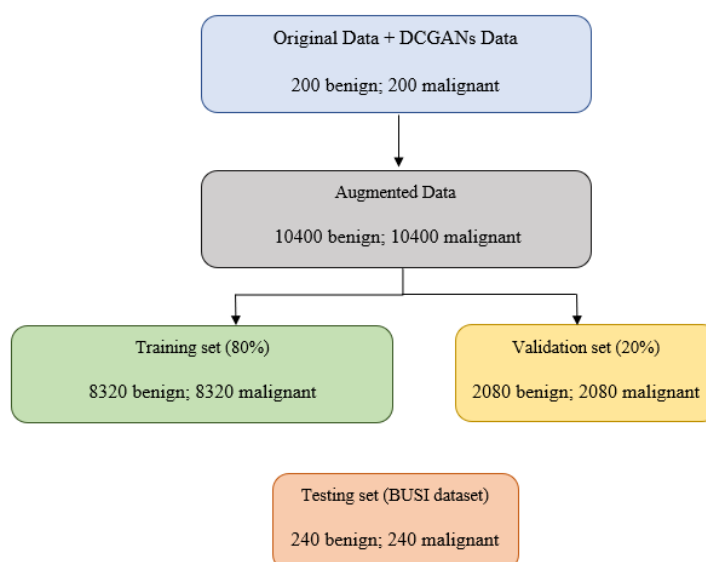 Original Data + DCGANs Data
200 benign; 200 malignant
Augmented Data
10400 benign; 10400 malignant
Training set (80%)
8320 benign; 8320 malignant
Validation set (20%)
2080 benign; 2080 malignant
Testing set (BUSI dataset)
240 benign; 240 malignant